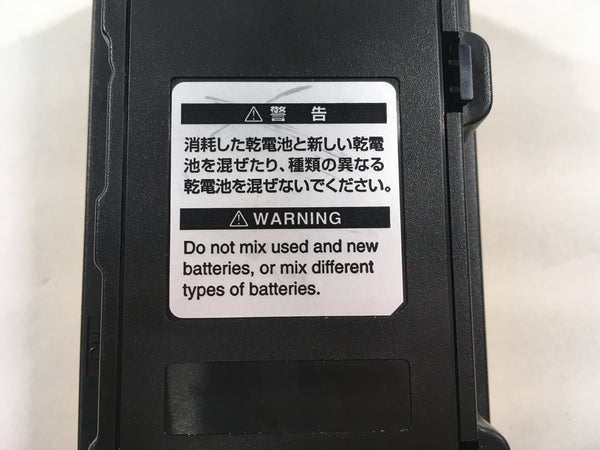 ⚠ 警 告
消耗した乾電池と新しい乾電
池を混ぜたり、種類の異なる
乾電池を混ぜないでください。
⚠ WARNING
Do not mix used and new
batteries, or mix different
types of batteries.